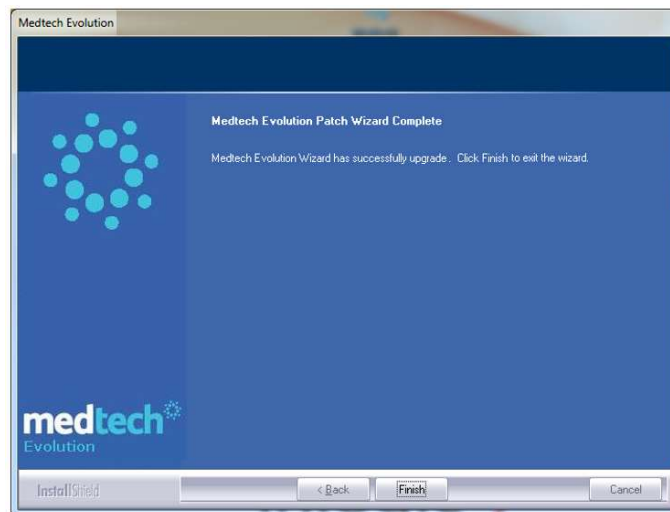 Medtech Evolution
Medtech Evolution Patch Wizard Complete
Medtech Evolution Wizard has successfully upgrade. Click Finish to exit the wizard.
medtech
Evolution
InstallShield
< Back
Finish
Cancel